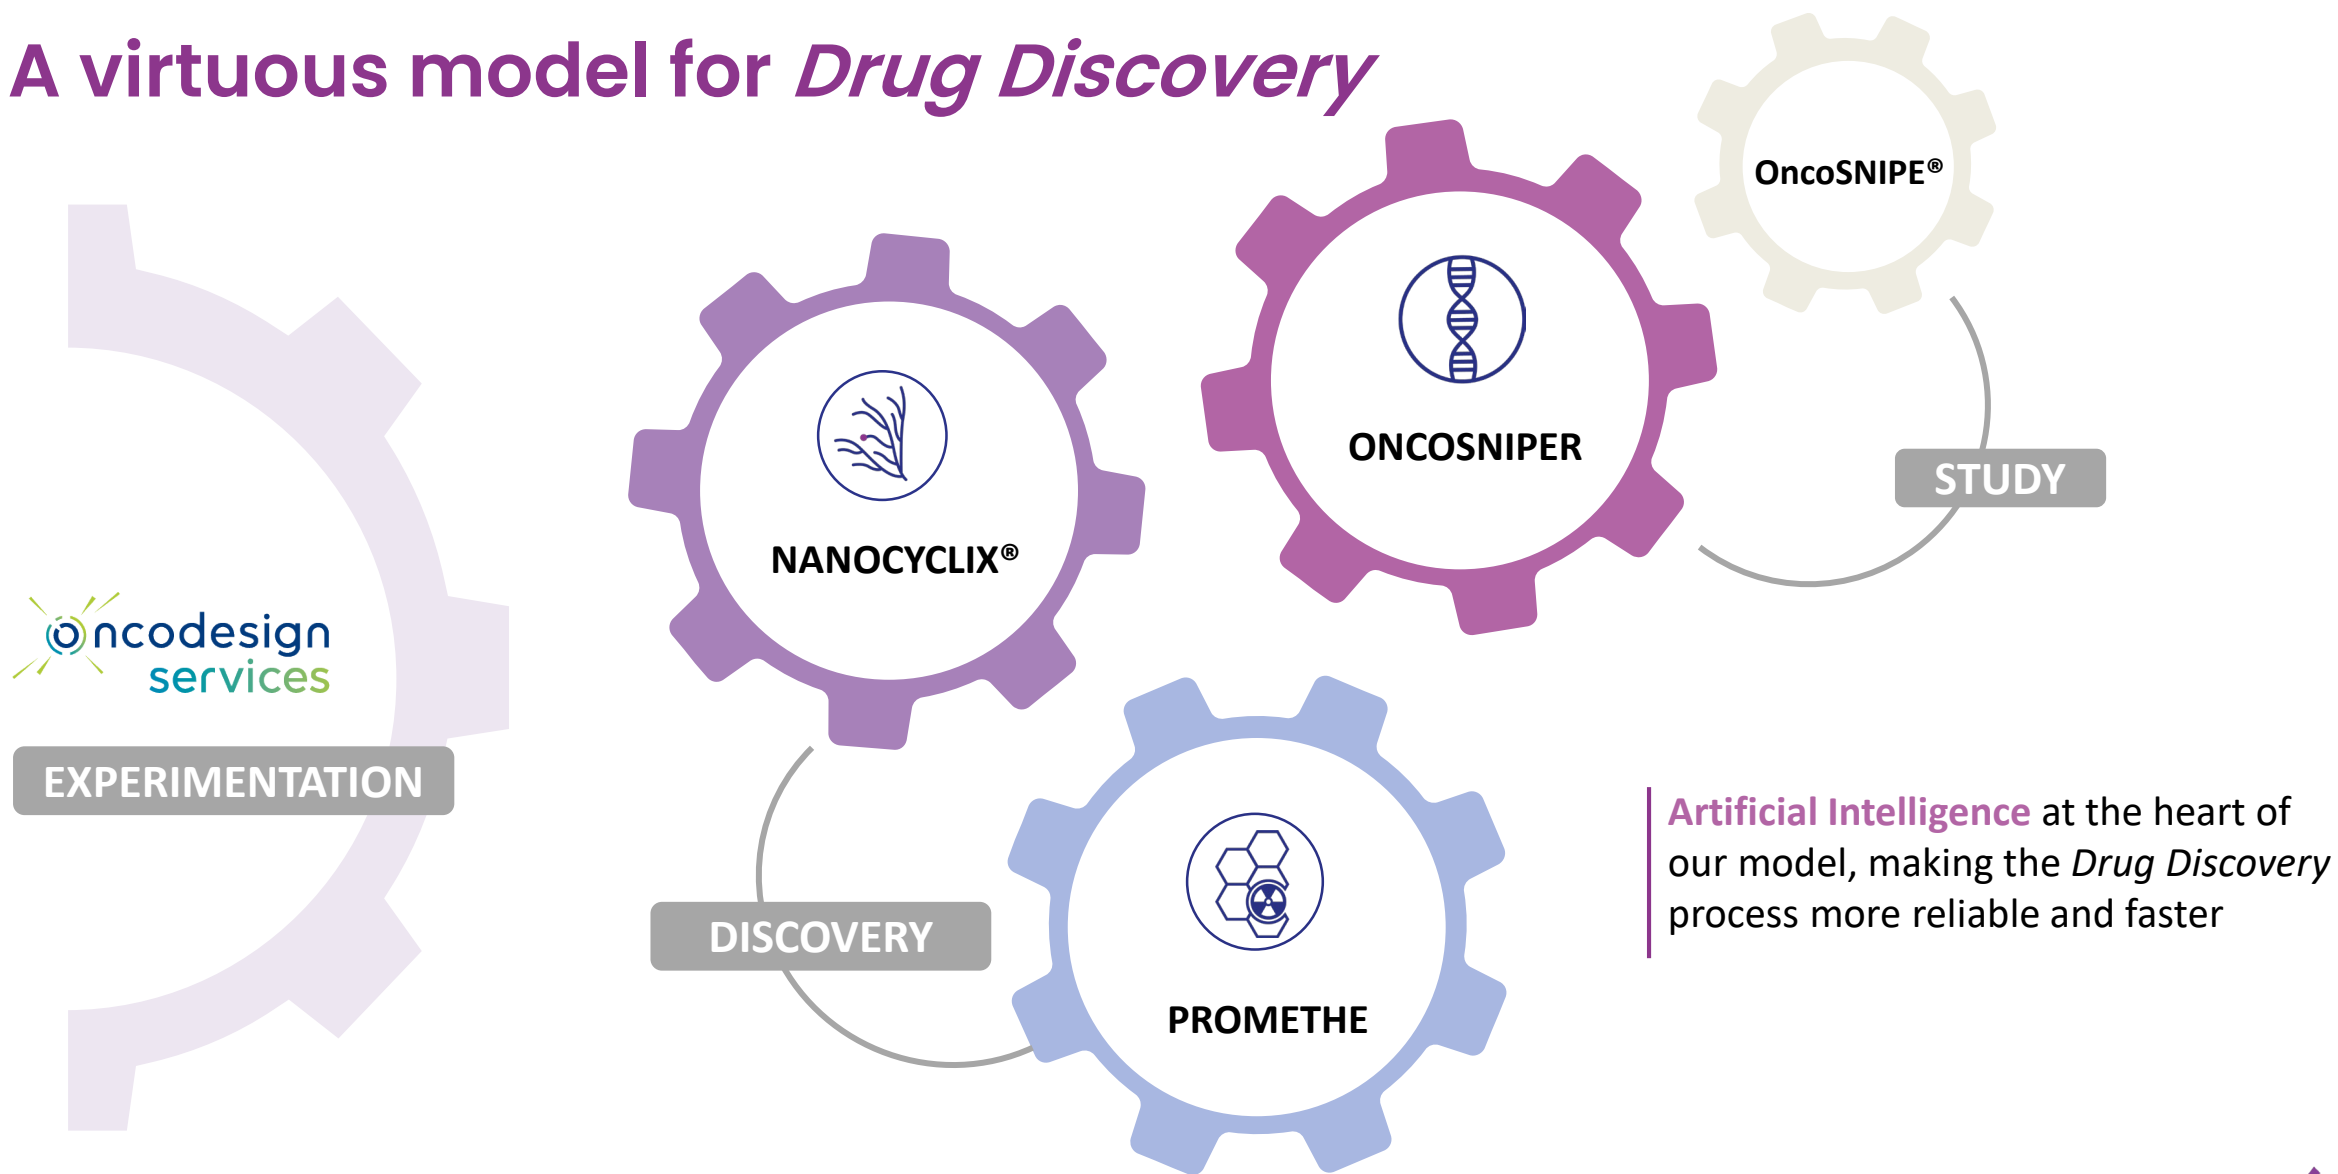 A virtuous model for Drug Discovery
OncoSNIPE®
ONCOSNIPER
STUDY
NANOCYCLIX®
oncodesign
services
EXPERIMENTATION
DISCOVERY
PROMETHE
Artificial Intelligence at the heart of
our model, making the Drug Discovery
process more reliable and faster